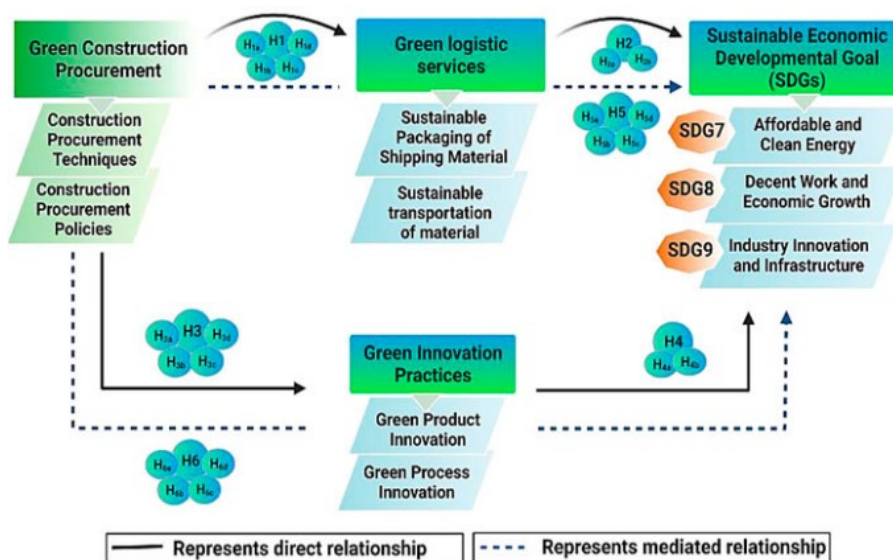 Green Construction
Procurement
H1
H1a
H1b
H1c
H1d
Green logistic
services
H2
H2a
H2b
Sustainable Economic
Developmental Goal
(SDGs)
Construction
Procurement
Techniques
Construction
Procurement
Policies
Sustainable
Packaging of
Shipping Material
Sustainable
transportation
of material
H5
H5a
H5b
H5c
H5d
SDG7
Affordable and
Clean Energy
SDG8
Decent Work and
Economic Growth
SDG9
Industry Innovation
and Infrastructure
H3
H3a
H3b
H3c
H3d
Green Innovation
Practices
H4
H4a
H4b
Green Product
Innovation
Green Process
Innovation
H6
H6a
H6b
H6c
H6d
Represents direct relationship
Represents mediated relationship